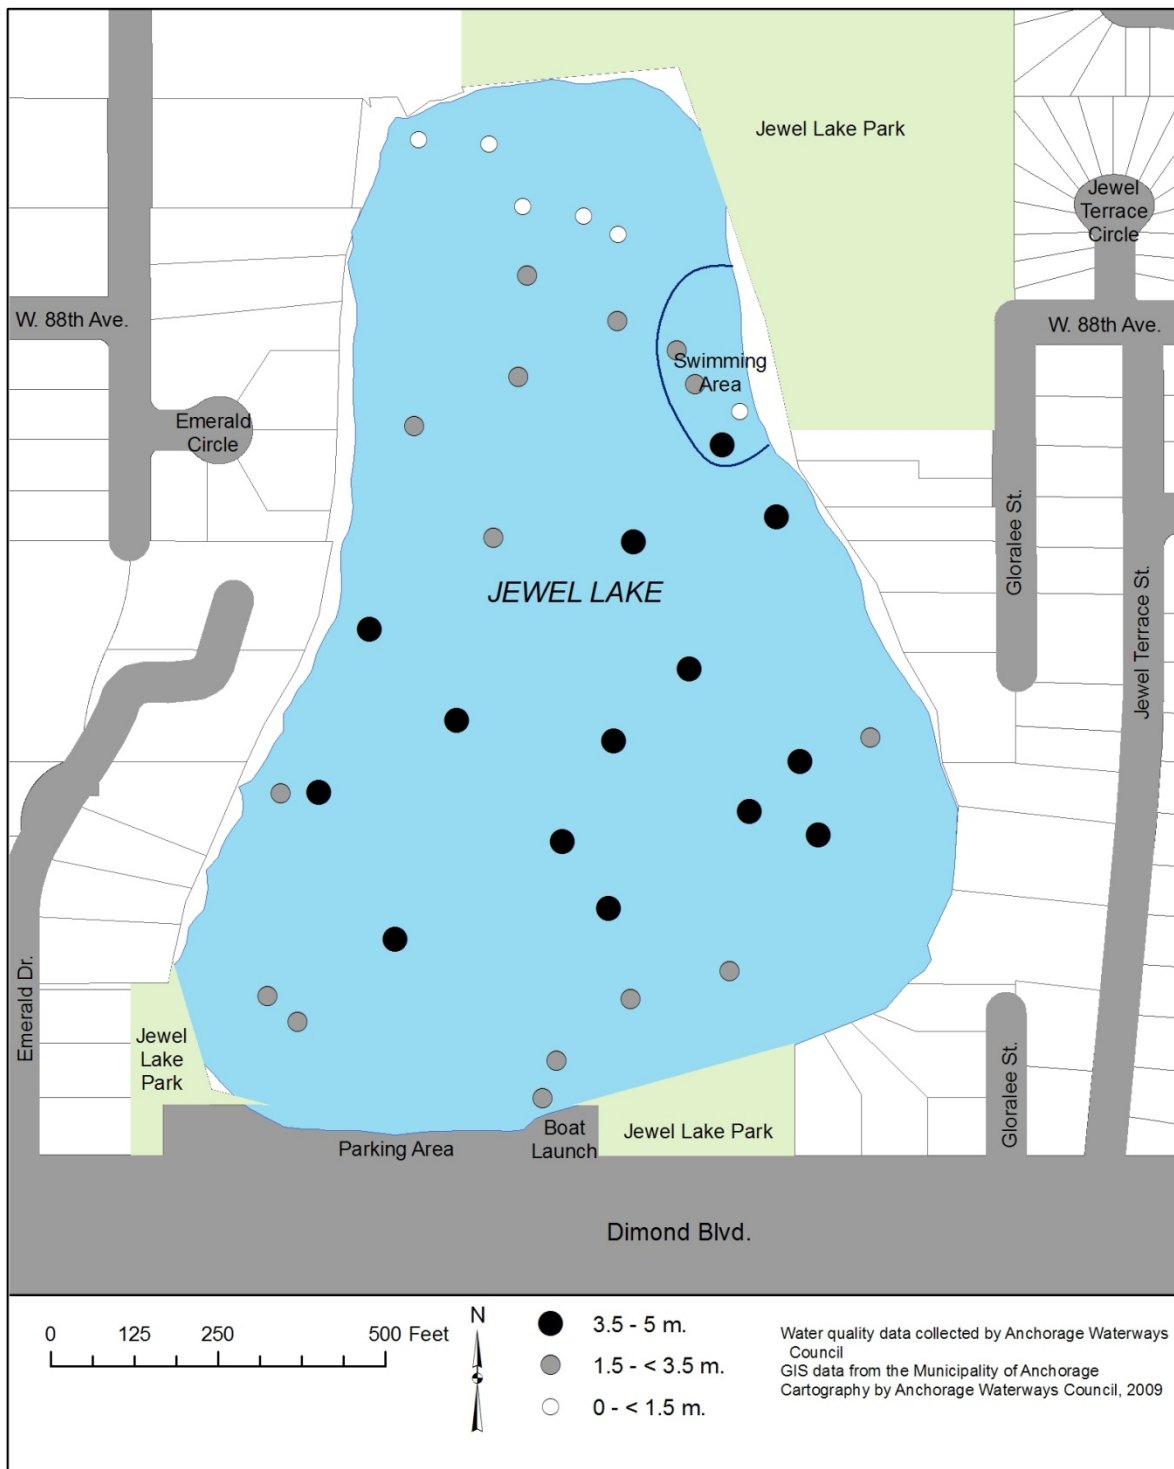 Jewel Lake Park
Jewel
Terrace
Circle
W. 88th Ave.
W. 88th Ave.
Swimming
Area
Emerald
Circle
Gloralee St.
JEWEL LAKE
Jewel Terrace St.
Emerald Dr.
Jewel
Lake
Park
Gloralee St.
Parking Area
Boat
Launch
Jewel Lake Park
Dimond Blvd.
0 125 250 500 Feet
N
3.5 - 5 m.
1.5 - < 3.5 m.
0 - < 1.5 m.
Water quality data collected by Anchorage Waterways
Council
GIS data from the Municipality of Anchorage
Cartography by Anchorage Waterways Council, 2009